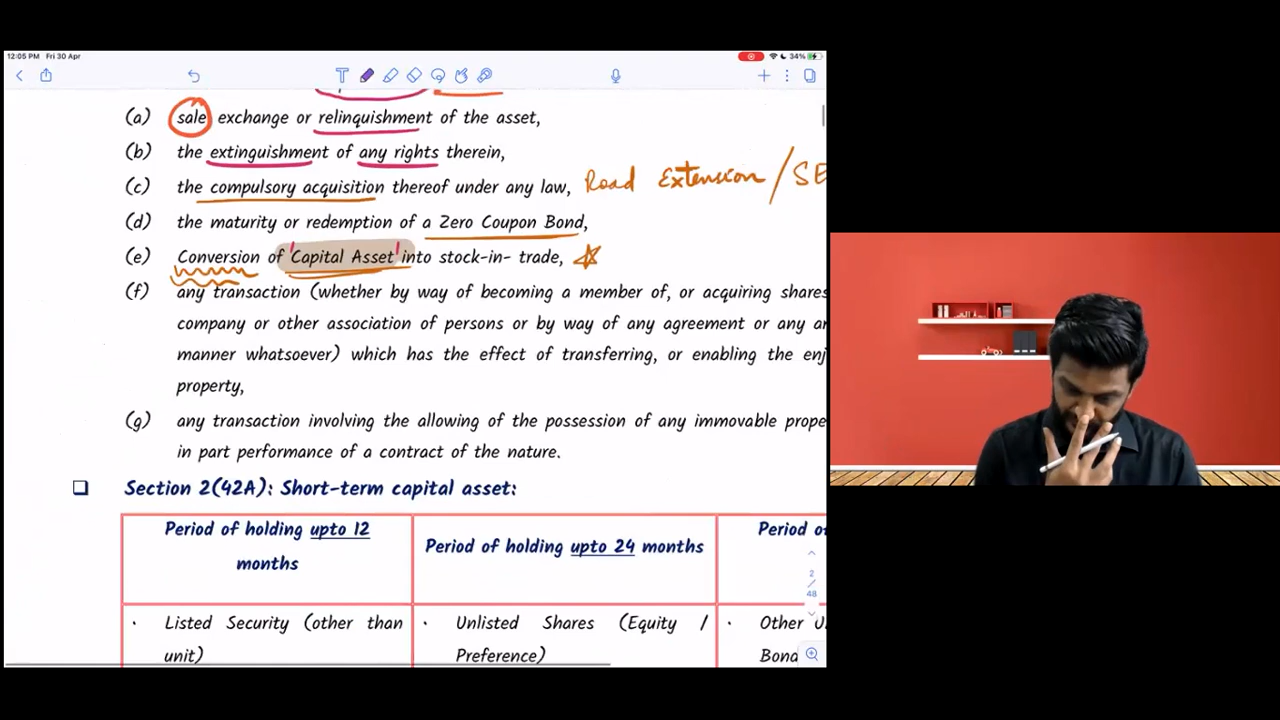 12:05 PM Fri 30 Apr
34%
(a) sale exchange or relinquishment of the asset,
(b) the extinguishment of any rights therein,
(c) the compulsory acquisition thereof under any law, Road Extension / SE
(d) the maturity or redemption of a Zero Coupon Bond,
(e) Conversion of 'Capital Asset' into stock-in- trade,
(f) any transaction (whether by way of becoming a member of, or acquiring shares
company or other association of persons or by way of any agreement or any ar
manner whatsoever) which has the effect of transferring, or enabling the enj
property,
(g) any transaction involving the allowing of the possession of any immovable prope
in part performance of a contract of the nature.
Section 2(42A): Short-term capital asset:
Period of holding upto 12
months
Period of holding upto 24 months
Period of
2
/
48
· Listed Security (other than
unit)
· Unlisted Shares (Equity /
Preference)
· Other U
Bond